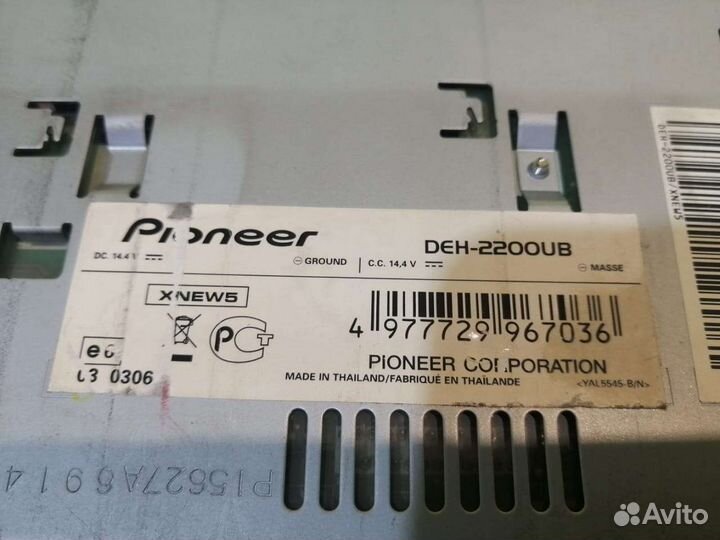 Pioneer
DEH-2200UB
DC. 14.4 V
GROUND
C.C. 14,4 V
MASSE
XNEW5
4 977729 967036
PIONEER CORPORATION
MADE IN THAILAND/FABRIQUÉ EN THAÏLANDE
<YAL5545-B/N>
03 0306
PI5627A6914
DEH-2200UB/XNEW5
Avito